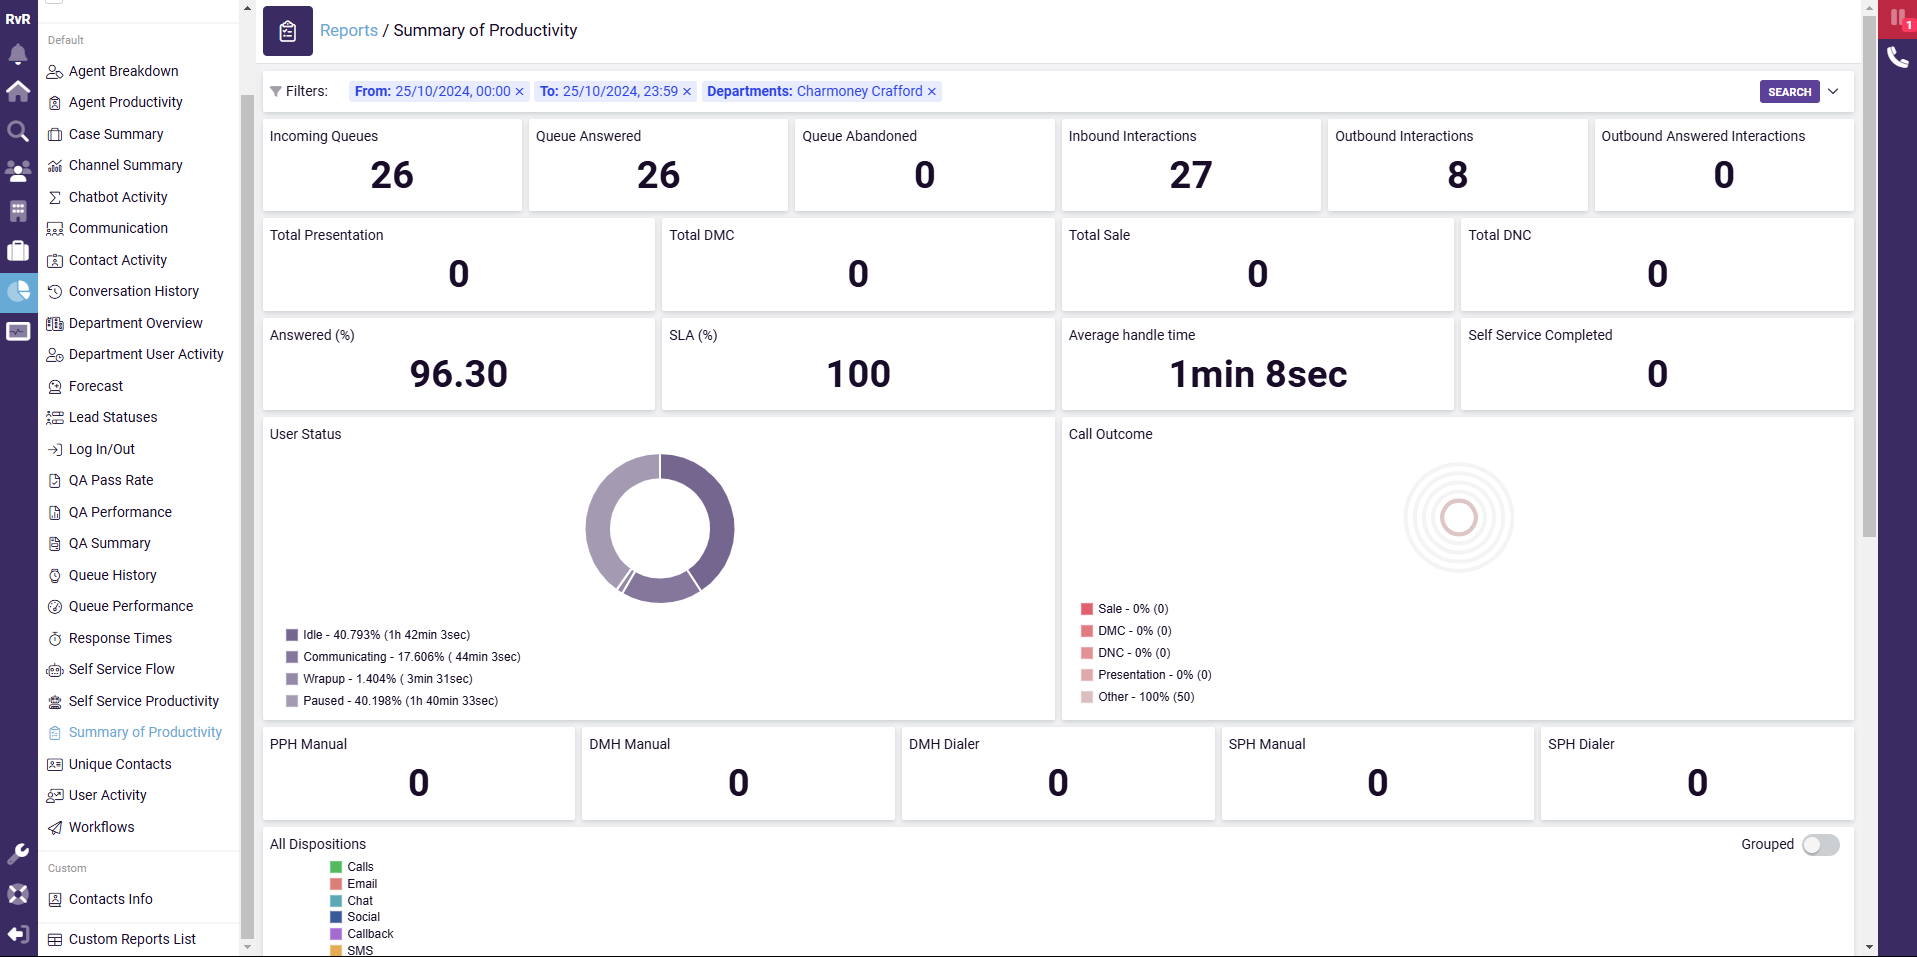 RvR
Default
Agent Breakdown
Agent Productivity
Case Summary
Channel Summary
Chatbot Activity
Communication
Contact Activity
Conversation History
Department Overview
Department User Activity
Forecast
Lead Statuses
Log In/Out
QA Pass Rate
QA Performance
QA Summary
Queue History
Queue Performance
Response Times
Self Service Flow
Self Service Productivity
Summary of Productivity
Unique Contacts
User Activity
Workflows
Custom
Contacts Info
Custom Reports List
Reports / Summary of Productivity
1
Filters: From: 25/10/2024, 00:00 × To: 25/10/2024, 23:59 × Departments: Charmoney Crafford × SEARCH
Incoming Queues
26
Queue Answered
26
Queue Abandoned
0
Inbound Interactions
27
Outbound Interactions
8
Outbound Answered Interactions
0
Total Presentation
0
Total DMC
0
Total Sale
0
Total DNC
0
Answered (%)
96.30
SLA (%)
100
Average handle time
1min 8sec
Self Service Completed
0
User Status
Idle - 40.793% (1h 42min 3sec)
Communicating - 17.606% ( 44min 3sec)
Wrapup - 1.404% ( 3min 31sec)
Paused - 40.198% (1h 40min 33sec)
Call Outcome
Sale - 0% (0)
DMC - 0% (0)
DNC - 0% (0)
Presentation - 0% (0)
Other - 100% (50)
PPH Manual
0
DMH Manual
0
DMH Dialer
0
SPH Manual
0
SPH Dialer
0
All Dispositions
Grouped
Calls
Email
Chat
Social
Callback
SMS